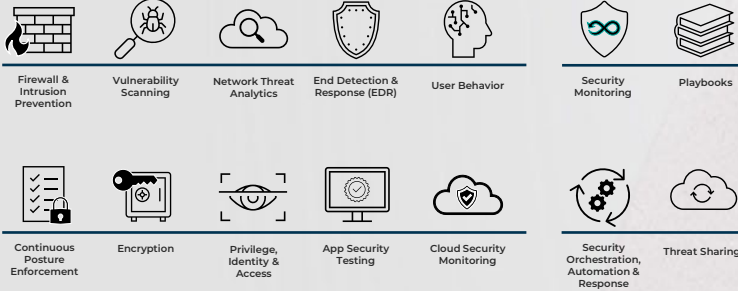 Firewall &
Intrusion
Prevention
Vulnerability
Scanning
Network Threat
Analytics
End Detection &
Response (EDR)
User Behavior
Security
Monitoring
Playbooks
Continuous
Posture
Enforcement
Encryption
Privilege,
Identity &
Access
App Security
Testing
Cloud Security
Monitoring
Security
Orchestration,
Automation &
Response
Threat Sharing